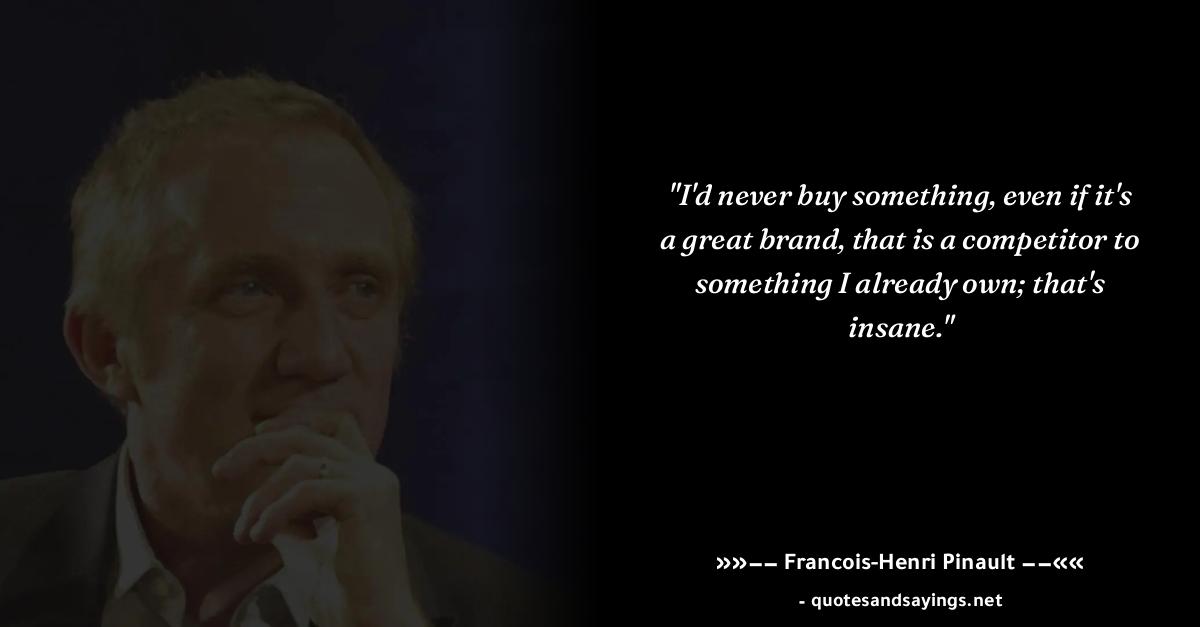 "I'd never buy something, even if it's
a great brand, that is a competitor to
something I already own; that's
insane."
»»–– Francois-Henri Pinault ––««
- quotesandsayings.net